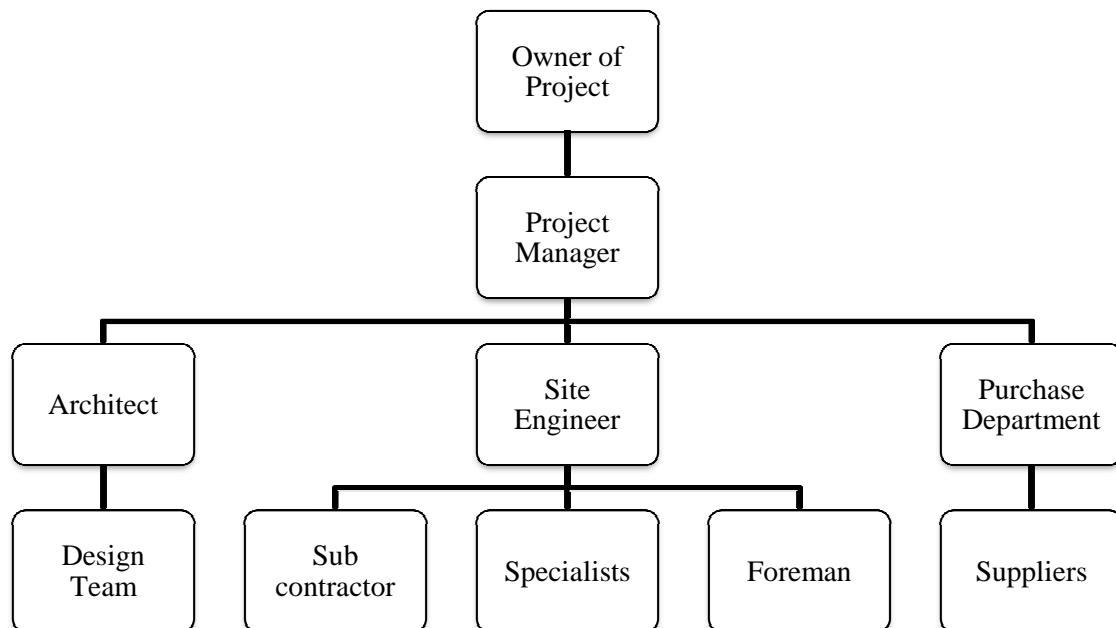 Owner of
Project
Project
Manager
Architect
Site
Engineer
Purchase
Department
Design
Team
Sub
contractor
Specialists
Foreman
Suppliers